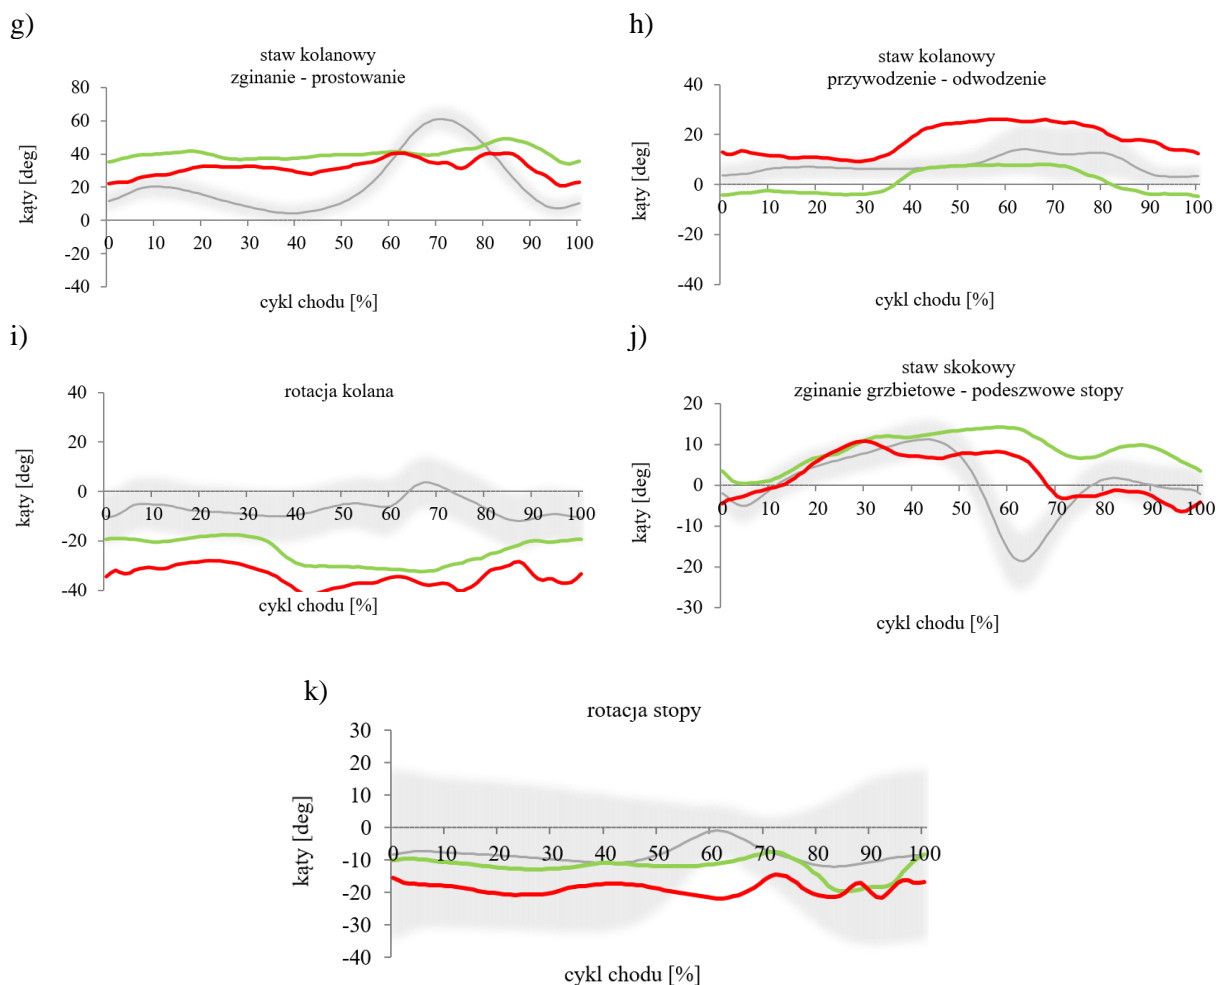 g)
staw kolanowy
zginanie - prostowanie
80
60
40
20
0
-20
-40
0 10 20 30 40 50 60 70 80 90 100
kąty [deg]
cykl chodu [%]
h)
staw kolanowy
przywodzenie - odwodzenie
40
20
0
-20
-40
0 10 20 30 40 50 60 70 80 90 100
kąty [deg]
cykl chodu [%]
i)
rotacja kolana
40
20
0
-20
-40
0 10 20 30 40 50 60 70 80 90 100
kąty [deg]
cykl chodu [%]
j)
staw skokowy
zginanie grzbietowe - podeszwowe stopy
20
10
0
-10
-20
-30
0 10 20 30 40 50 60 70 80 90 100
kąty [deg]
cykl chodu [%]
k)
rotacja stopy
30
20
10
0
-10
-20
-30
-40
0 10 20 30 40 50 60 70 80 90 100
kąty [deg]
cykl chodu [%]